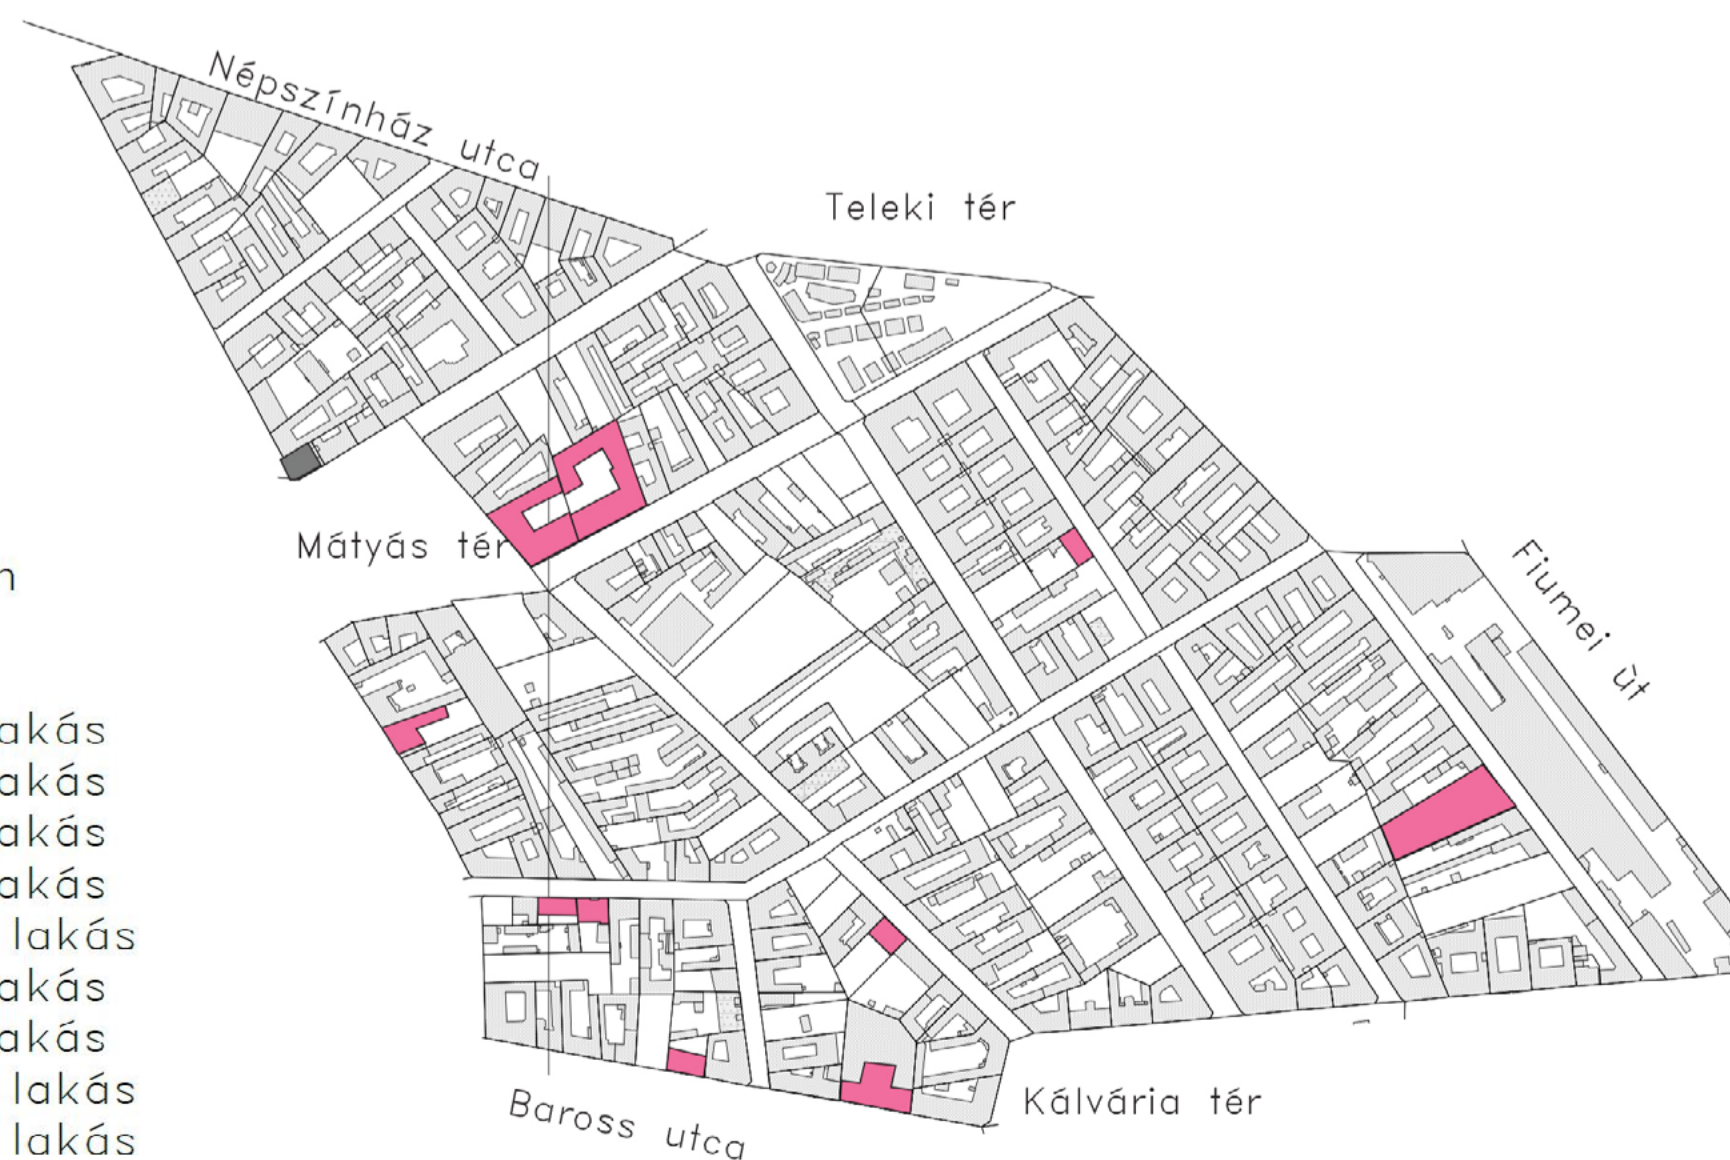 Népszínház utca
Teleki tér
Mátyás tér
Fiumei ùt
akás
akás
akás
akás
lakás
akás
akás
lakás
lakás
Baross utca
Kálvária tér